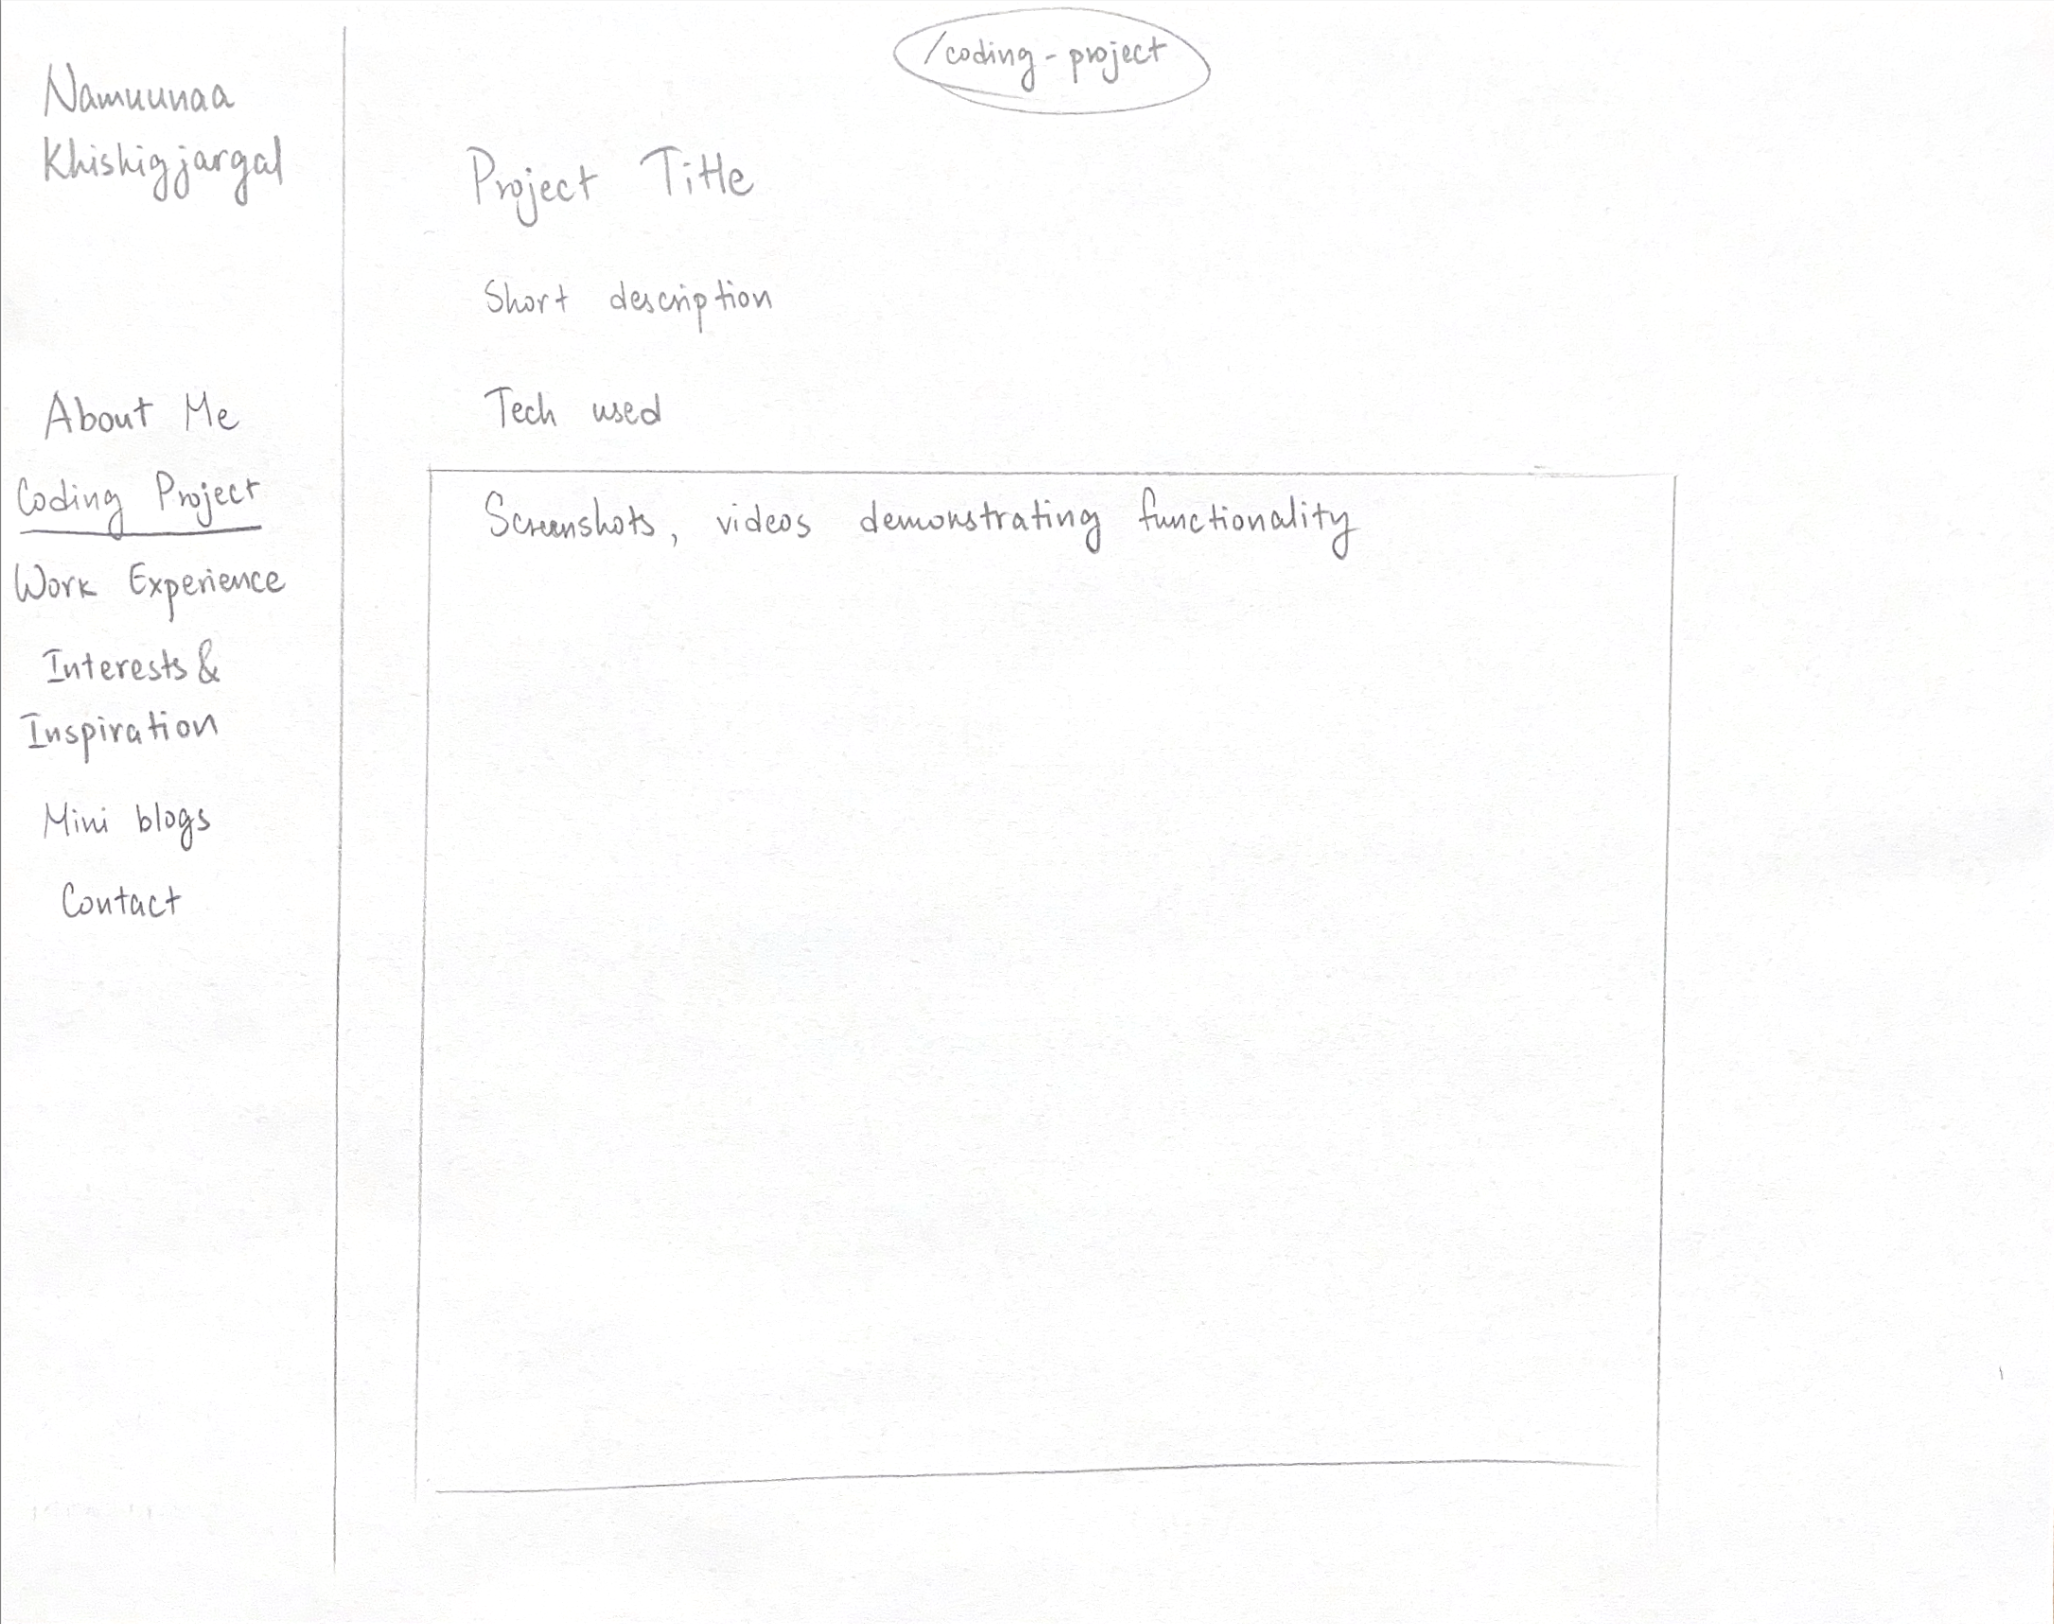 /coding-project
Namuunaa
Khishigjargal
Project Title
Short description
About Me
Tech used
Coding Project
Screenshots, videos demonstrating functionality
Work Experience
Interests &
Inspiration
Mini blogs
Contact